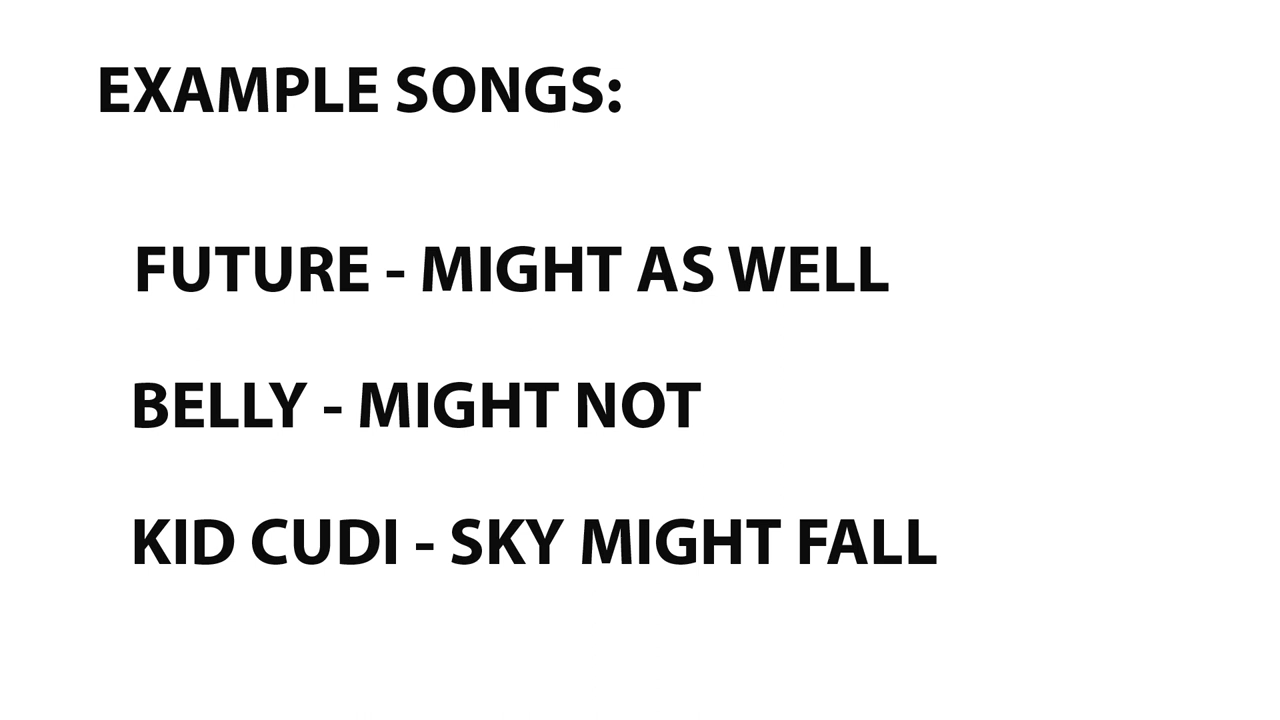 EXAMPLE SONGS:
FUTURE - MIGHT AS WELL
BELLY - MIGHT NOT
KID CUDI - SKY MIGHT FALL